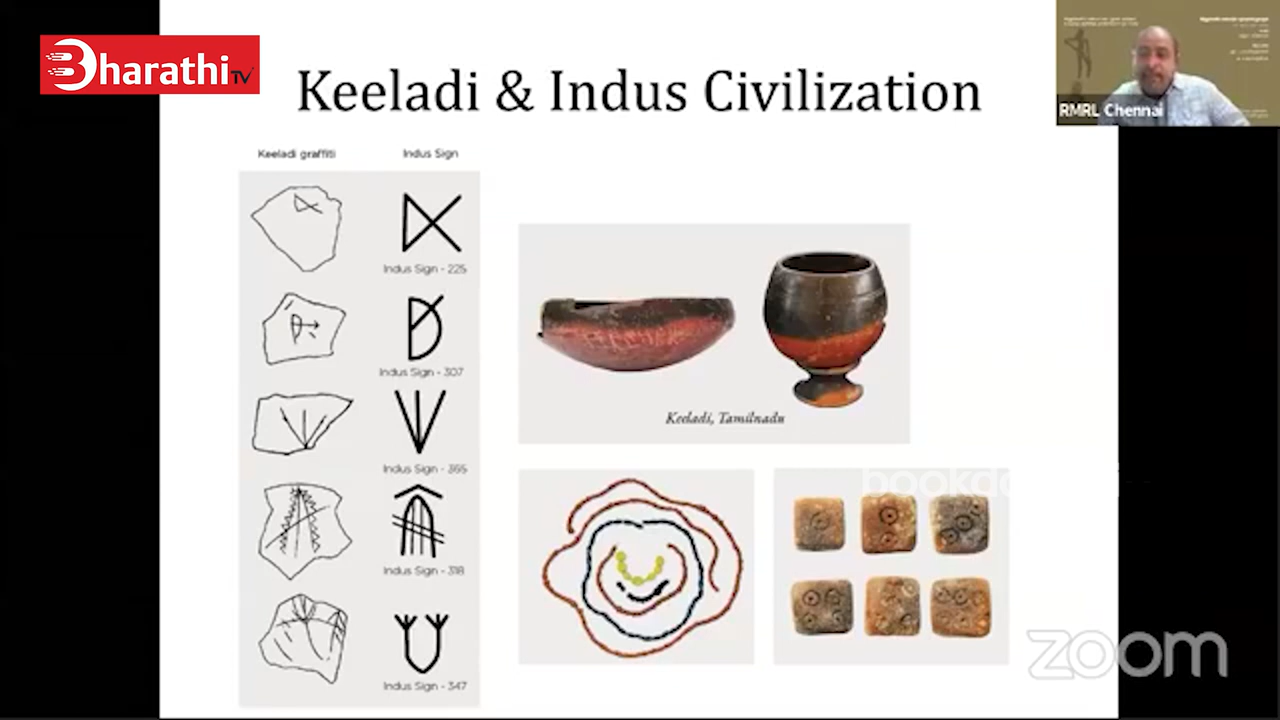 Bharathi TV
Keeladi & Indus Civilization
RMRL Chennai
Keeladi graffiti
Indus Sign
Indus Sign - 225
Indus Sign - 307
Indus Sign - 365
Indus Sign - 318
Indus Sign - 347
Keeladi, Tamilnadu
zoom